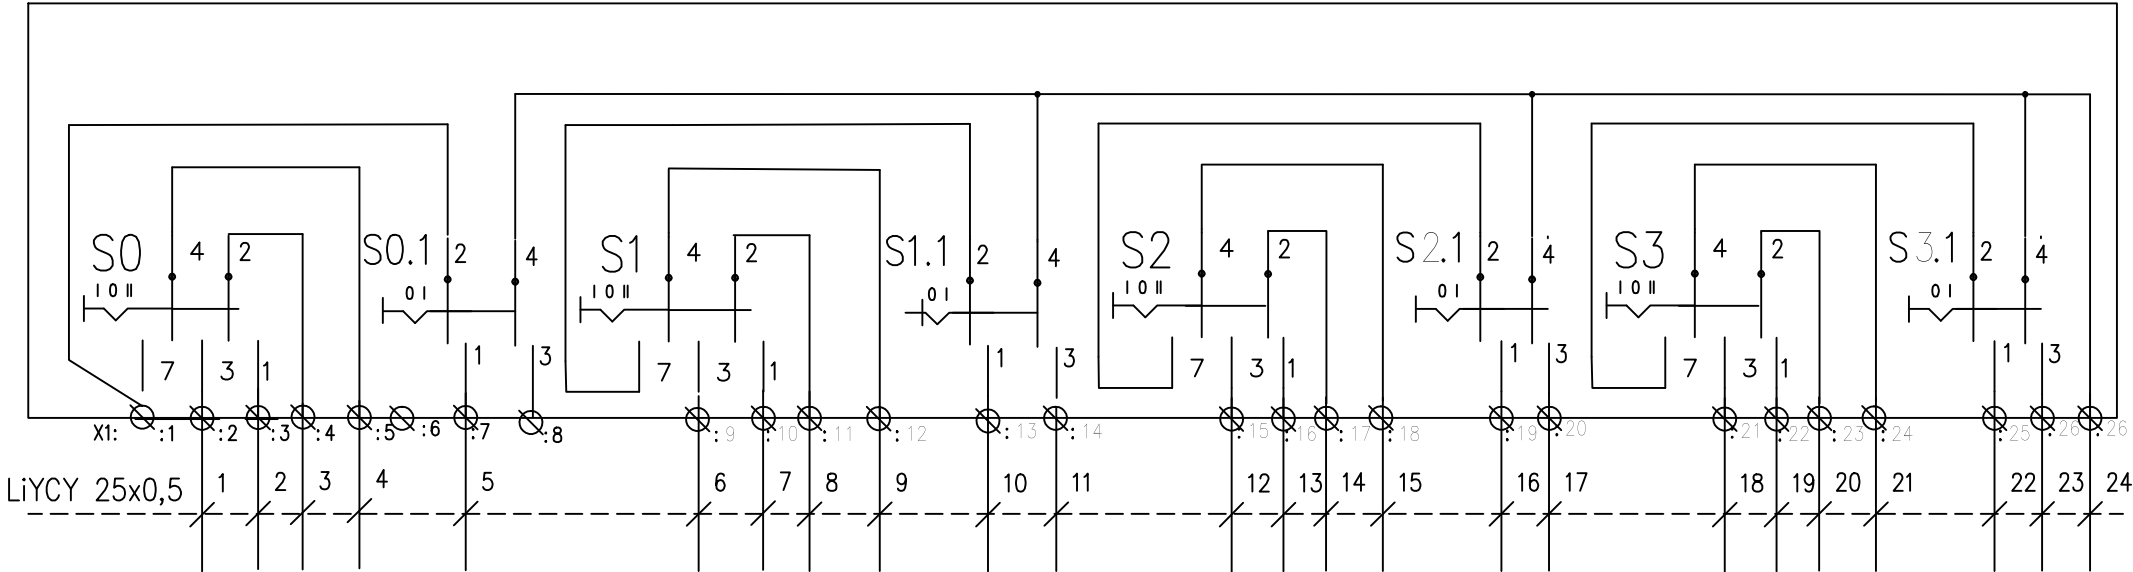 S0 4 2 S0.1 2 4 S1 4 2 S1.1 2 4 S2 4 2 S2.1 2 4 S3 4 2 S3.1 2 4
I 0 II 0 I I 0 II 0 I I 0 II 0 I I 0 II 0 I
7 3 1 1 3 7 3 1 1 3 7 3 1 1 3 7 3 1 1 3
X1: :1 :2 :3 :4 :5 :6 :7 :8 :9 :10 :11 :12 :13 :14 :15 :16 :17 :18 :19 :20 :21 :22 :23 :24 :25 :26 :26
LiYCY 25x0,5 1 2 3 4 5 6 7 8 9 10 11 12 13 14 15 16 17 18 19 20 21 22 23 24